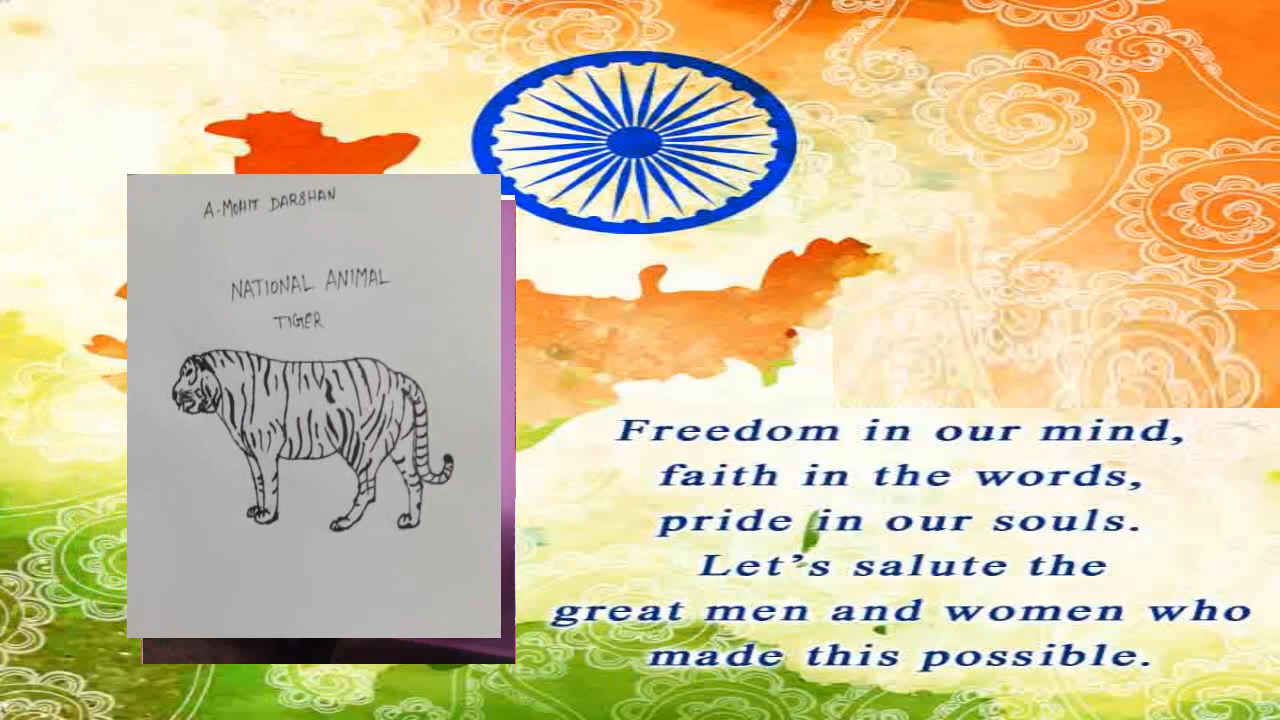 A. MOHIT DARSHAN
NATIONAL ANIMAL
TIGER
Freedom in our mind,
faith in the words,
pride in our souls.
Let’s salute the
great men and women who
made this possible.